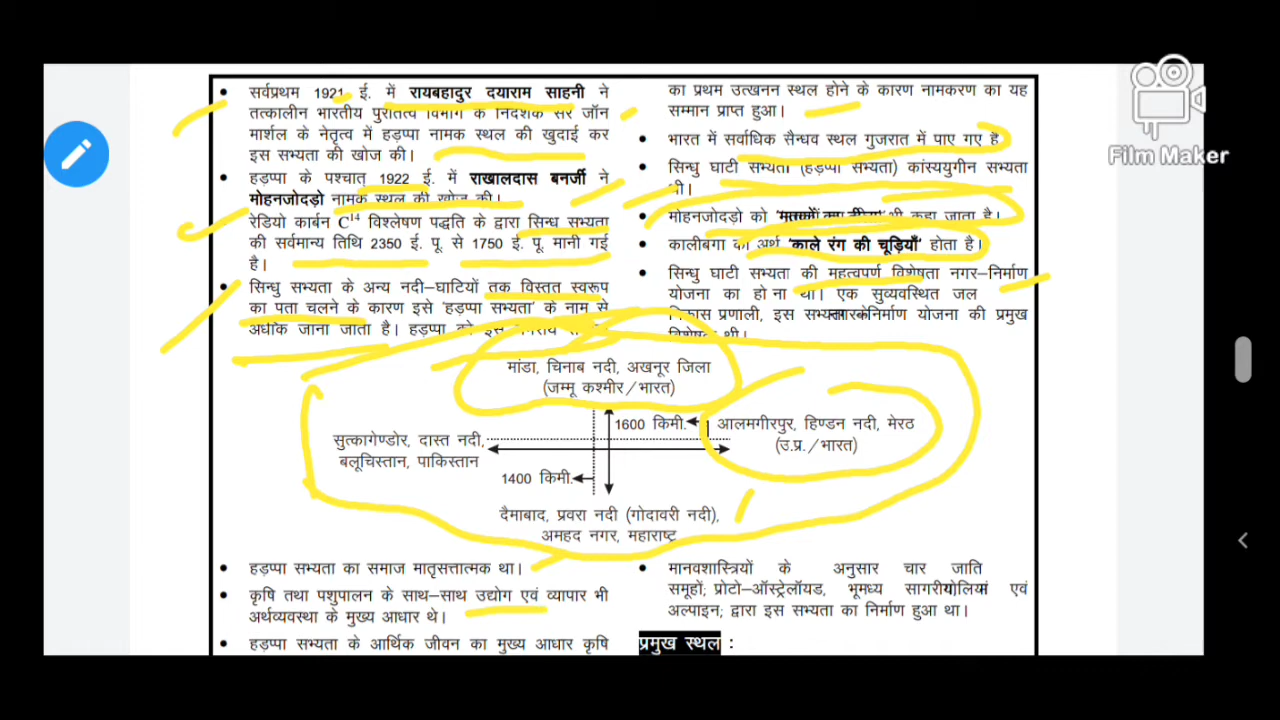 Film Maker
• सर्वप्रथम 1921 ई. में रायबहादुर दयाराम साहनी ने
तत्कालीन भारतीय पुरातत्व विभाग के निदेशक सर जॉन
मार्शल के नेतृत्व में हड़प्पा नामक स्थल की खुदाई कर
इस सभ्यता की खोज की।
• हड़प्पा के पश्चात् 1922 ई. में राखालदास बनर्जी ने
मोहनजोदड़ो नामक स्थल की खोज की।
रेडियो कार्बन C14 विश्लेषण पद्धति के द्वारा सिन्धु सभ्यता
की सर्वमान्य तिथि 2350 ई. पू. से 1750 ई. पू. मानी गई
है।
• सिन्धु सभ्यता के अन्य नदी–घाटियों तक विस्तृत स्वरूप
का पता चलने के कारण इसे 'हड़प्पा सभ्यता' के नाम से
जाना जाता है। हड़प्पा को इस
का प्रथम उत्खनन स्थल होने के कारण नामकरण का यह
सम्मान प्राप्त हुआ।
• भारत में सर्वाधिक सैन्धव स्थल गुजरात में पाए गए है
• सिन्धु घाटी सभ्यता (हड़प्पा सभ्यता) कांस्ययुगीन सभ्यता
थी।
• मोहनजोदड़ो को भी कहा जाता है।
• कालीबंगा का अर्थ 'काले रंग की चूड़ियाँ' होता है।
• सिन्धु घाटी सभ्यता की महत्वपूर्ण विशेषता नगर–निर्माण
योजना का होना था। एक सुव्यवस्थित जल
निकास प्रणाली, इस सभ्यता के निर्माण योजना की प्रमुख
विशेषता थी।
मांडा, चिनाब नदी, अखनूर जिला
(जम्मू कश्मीर/भारत)
1600 किमी.
आलमगीरपुर, हिण्डन नदी, मेरठ
(उ.प्र./भारत)
सुत्कागेण्डोर, दास्त नदी,
बलूचिस्तान, पाकिस्तान
1400 किमी.
दैमाबाद, प्रवरा नदी (गोदावरी नदी),
अमहद नगर, महाराष्ट्र
• हड़प्पा सभ्यता का समाज मातृसत्तात्मक था।
• कृषि तथा पशुपालन के साथ–साथ उद्योग एवं व्यापार भी
अर्थव्यवस्था के मुख्य आधार थे।
• हड़प्पा सभ्यता के आर्थिक जीवन का मुख्य आधार कृषि
• मानवशास्त्रियों के अनुसार चार जाति
समूहों; प्रोटो–ऑस्ट्रेलॉयड, भूमध्य सागरीय एवं
अल्पाइन; द्वारा इस सभ्यता का निर्माण हुआ था।
प्रमुख स्थल :